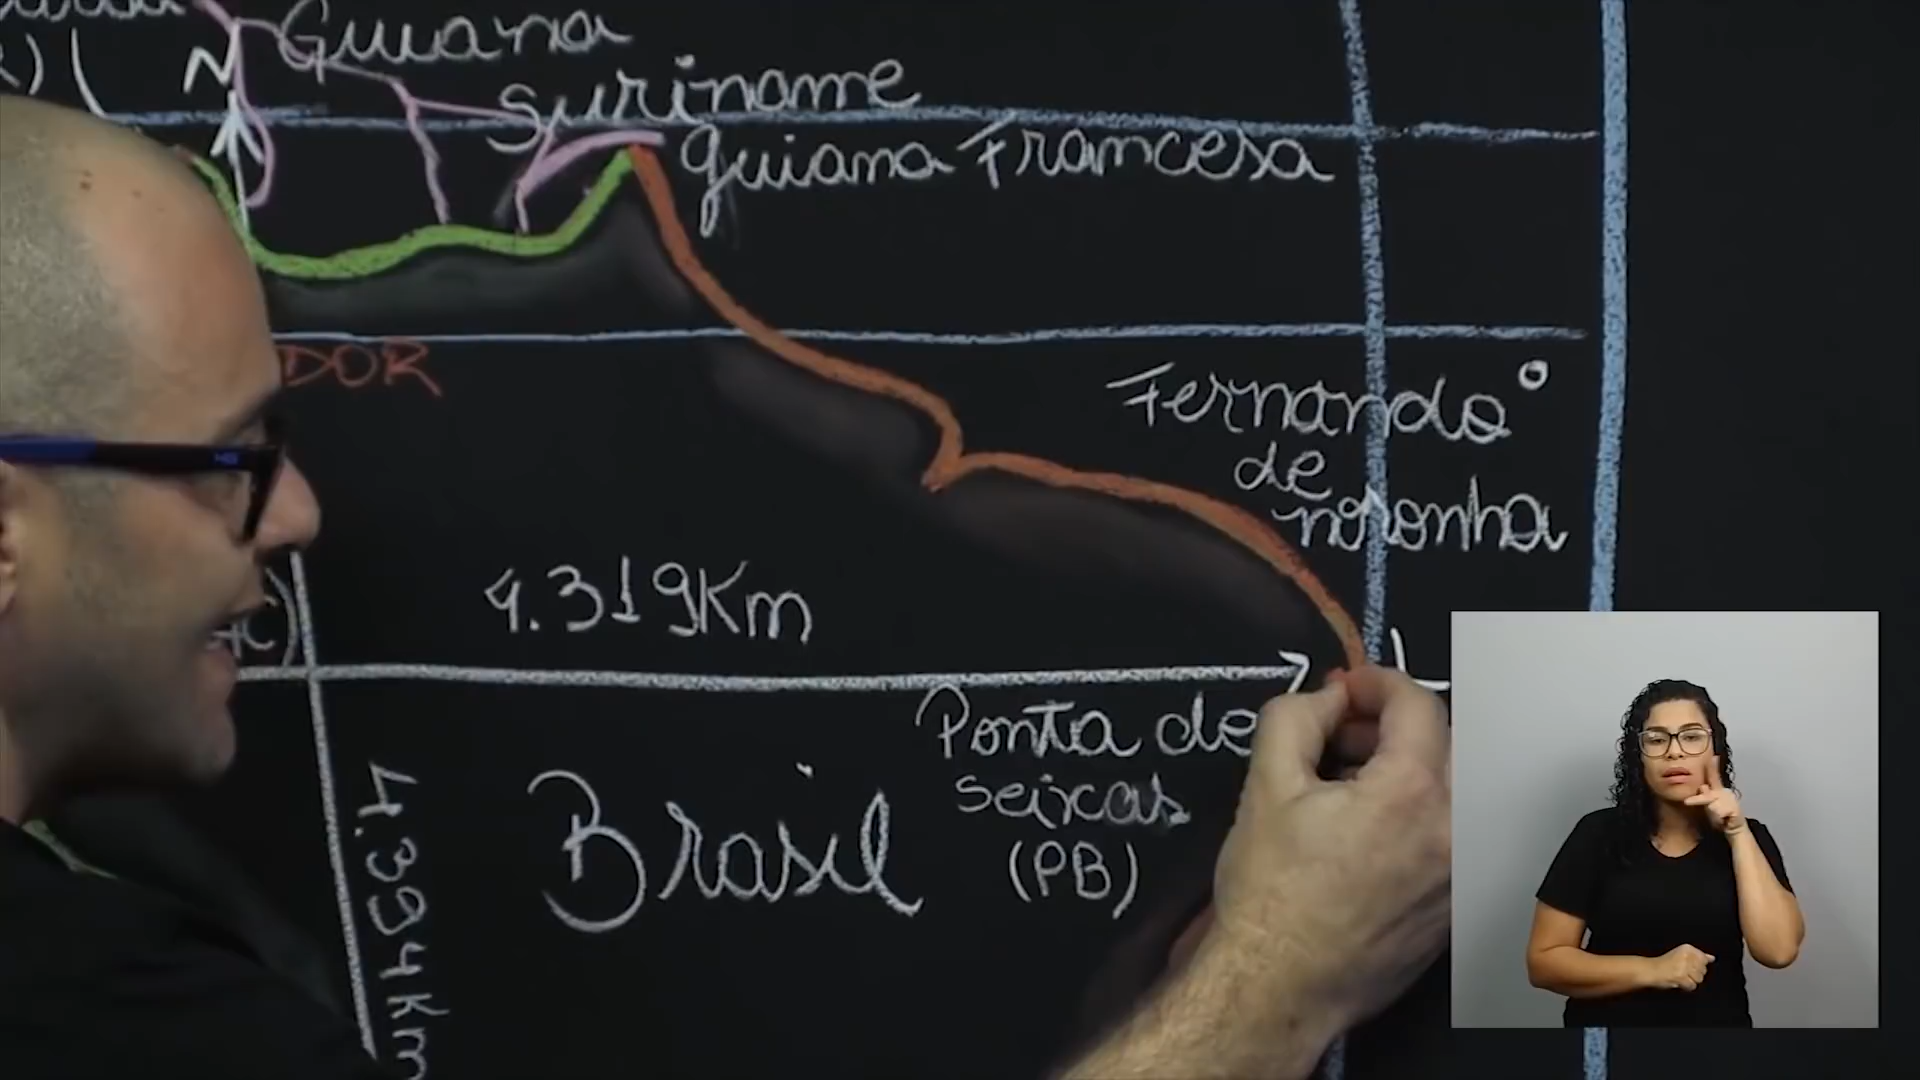 Guiana
N
Suriname
Guiana Francesa
DOR
Fernando
de
noronha
4.319Km
Ponta de
seixas
(PB)
Brasil
4.394Km
L